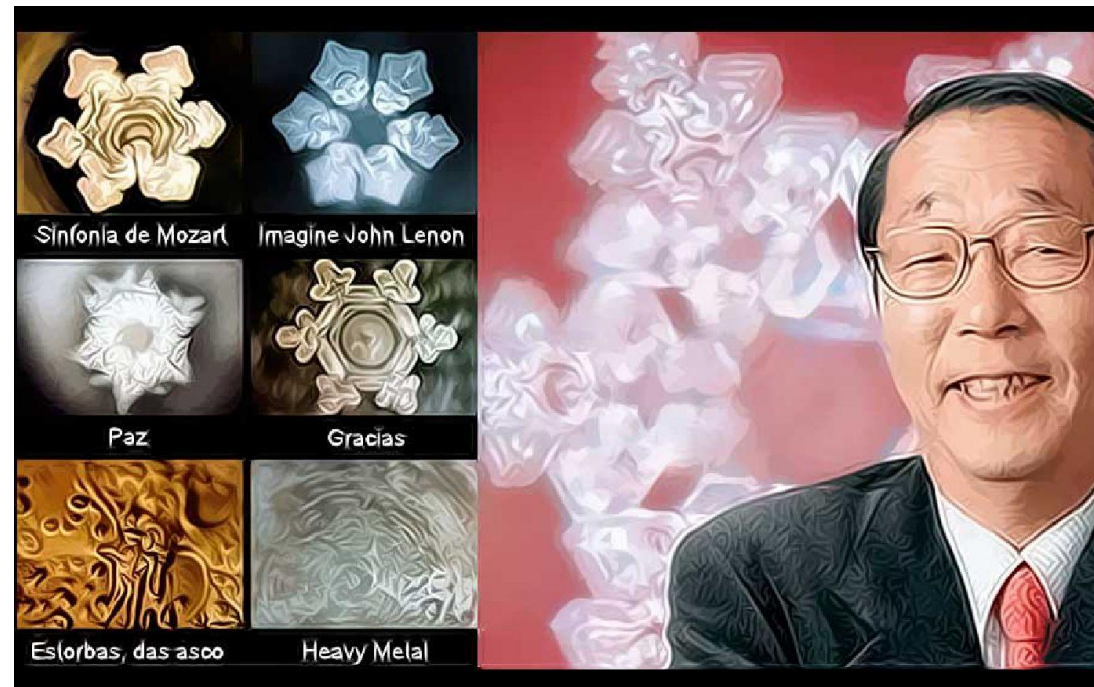 Sinfonía de Mozart
Imagine John Lenon
Paz
Gracias
Estorbas, das asco
Heavy Metal